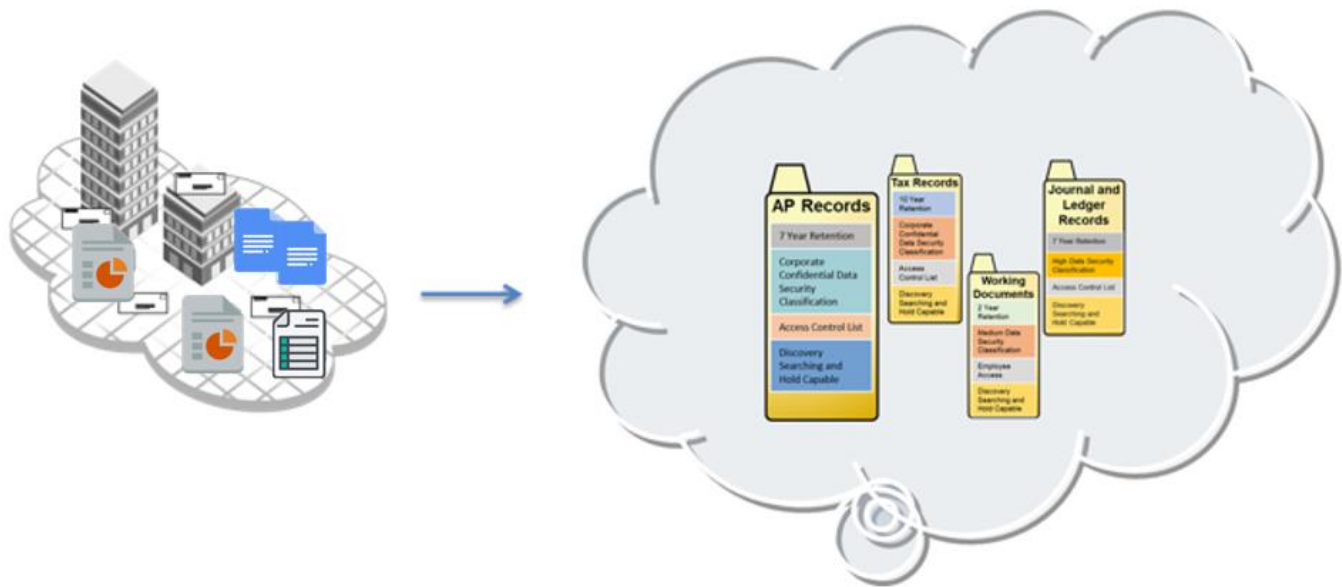 AP Records
7 Year Retention
Corporate
Confidential Data
Security
Classification
Access Control List
Discovery
Searching and
Hold Capable
Tax Records
10 Year
Retention
Corporate
Confidential
Data Security
Classification
Access
Control List
Discovery
Searching and
Hold Capable
Working
Documents
2 Year
Retention
Medium Data
Security
Classification
Employee
Access
Discovery
Searching and
Hold Capable
Journal and
Ledger
Records
7 Year Retention
High Data Security
Classification
Access Control List
Discovery
Searching and
Hold Capable